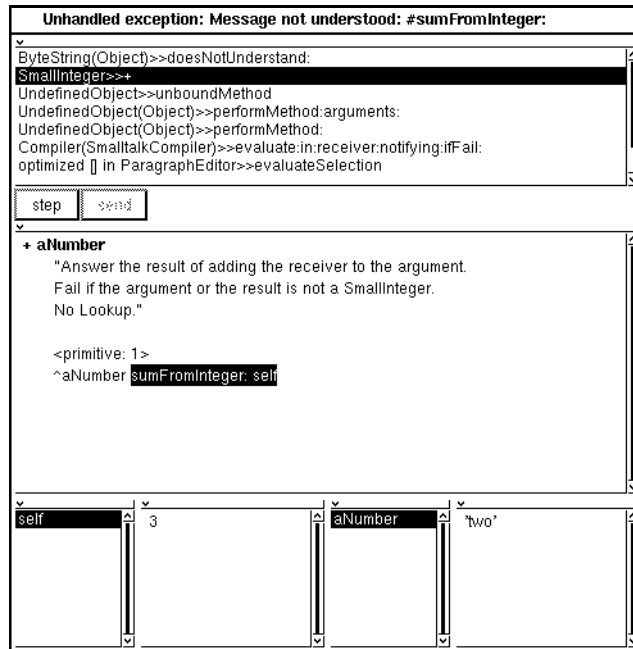 Unhandled exception: Message not understood: #sumFromInteger:
ByteString(Object)>>doesNotUnderstand:
SmallInteger>>+
UndefinedObject>>unboundMethod
UndefinedObject(Object)>>performMethod:arguments:
UndefinedObject(Object)>>performMethod:
Compiler(SmalltalkCompiler)>>evaluate:in:receiver:notifying:ifFail:
optimized [] in ParagraphEditor>>evaluateSelection
step send
+ aNumber
"Answer the result of adding the receiver to the argument.
Fail if the argument or the result is not a SmallInteger.
No Lookup."
<primitive: 1>
^aNumber sumFromInteger: self
self 3 aNumber 'two'